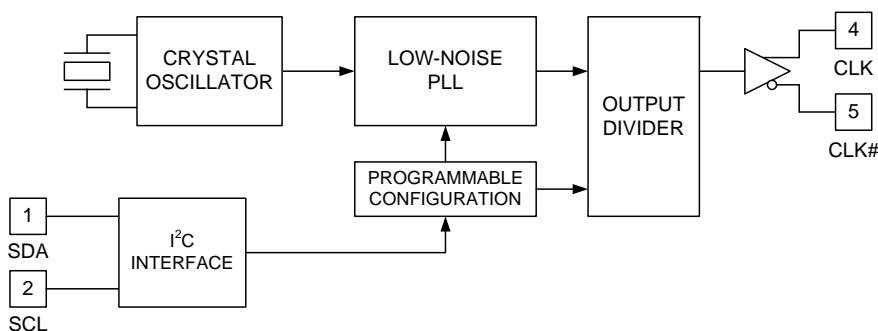 CRYSTAL
OSCILLATOR
LOW-NOISE
PLL
OUTPUT
DIVIDER
4
CLK
5
CLK#
PROGRAMMABLE
CONFIGURATION
1
SDA
I²C
INTERFACE
2
SCL